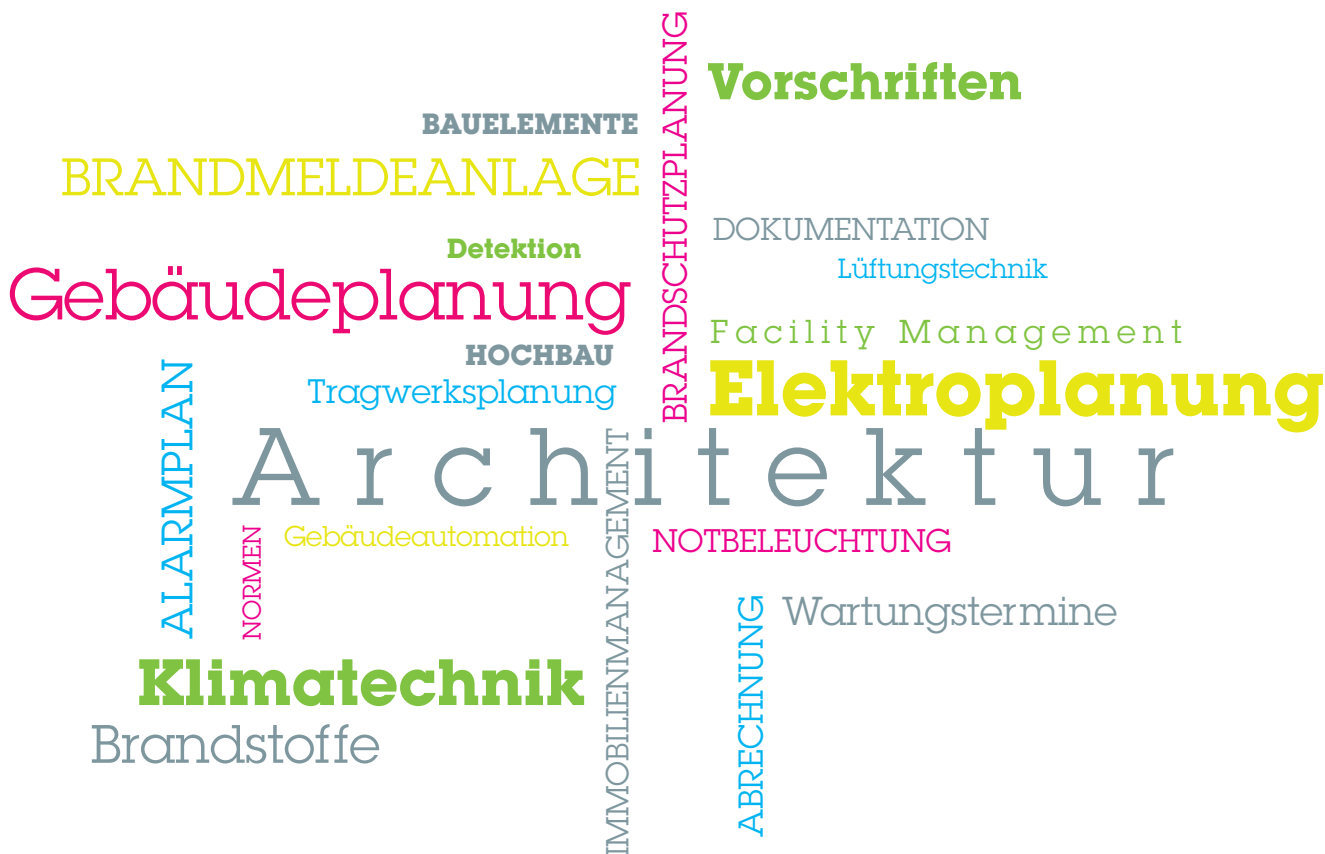 BRANDSCHUTZPLANUNG
Vorschriften
BAUELEMENTE
BRANDMELDEANLAGE
DOKUMENTATION
Detektion
Lüftungstechnik
Gebäudeplanung
Facility Management
HOCHBAU
Elektroplanung
Tragwerksplanung
ALARMPLAN
Architektur
IMMOBILIENMANAGEMENT
NORMEN
Gebäudeautomation
NOTBELEUCHTUNG
ABRECHNUNG
Wartungstermine
Klimatechnik
Brandstoffe